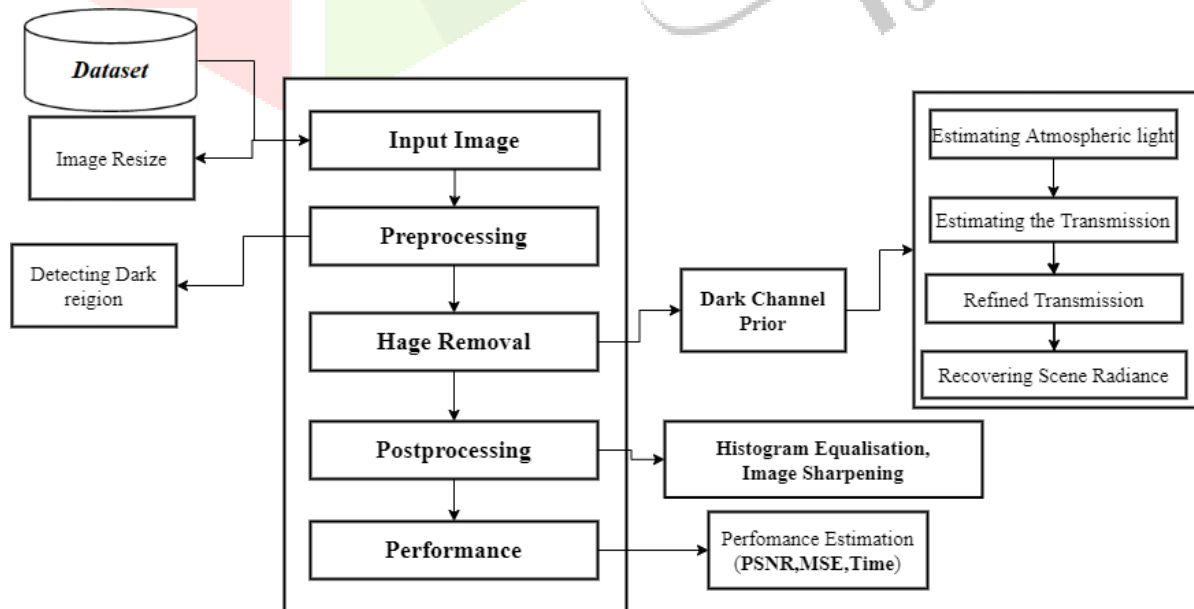 Dataset
Image Resize
Input Image
Preprocessing
Detecting Dark
reigion
Hage Removal
Dark Channel
Prior
Estimating Atmospheric light
Estimating the Transmission
Refined Transmission
Recovering Scene Radiance
Postprocessing
Histogram Equalisation,
Image Sharpening
Performance
Perfomance Estimation
(PSNR,MSE,Time)